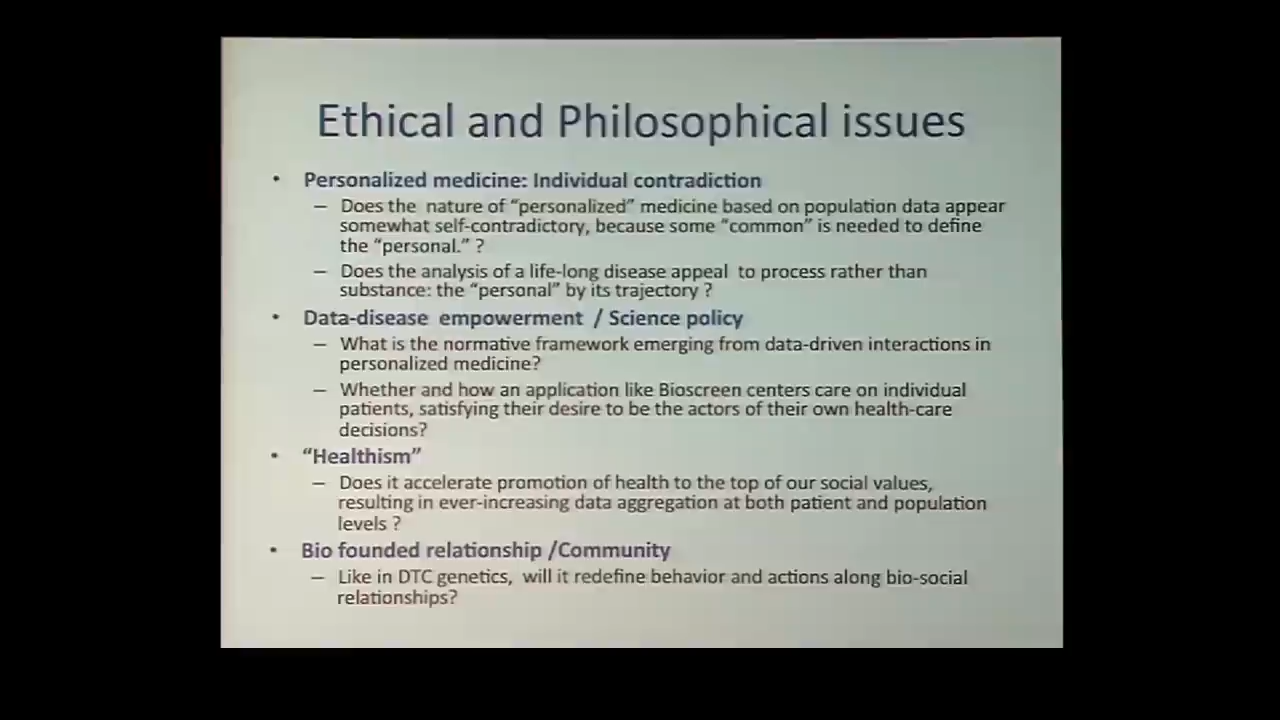 Ethical and Philosophical issues
• Personalized medicine: Individual contradiction
– Does the nature of “personalized” medicine based on population data appear
somewhat self-contradictory, because some “common” is needed to define
the “personal.” ?
– Does the analysis of a life-long disease appeal to process rather than
substance: the “personal” by its trajectory ?
• Data-disease empowerment / Science policy
– What is the normative framework emerging from data-driven interactions in
personalized medicine?
– Whether and how an application like Bioscreen centers care on individual
patients, satisfying their desire to be the actors of their own health-care
decisions?
• “Healthism”
– Does it accelerate promotion of health to the top of our social values,
resulting in ever-increasing data aggregation at both patient and population
levels ?
• Bio founded relationship /Community
– Like in DTC genetics, will it redefine behavior and actions along bio-social
relationships?